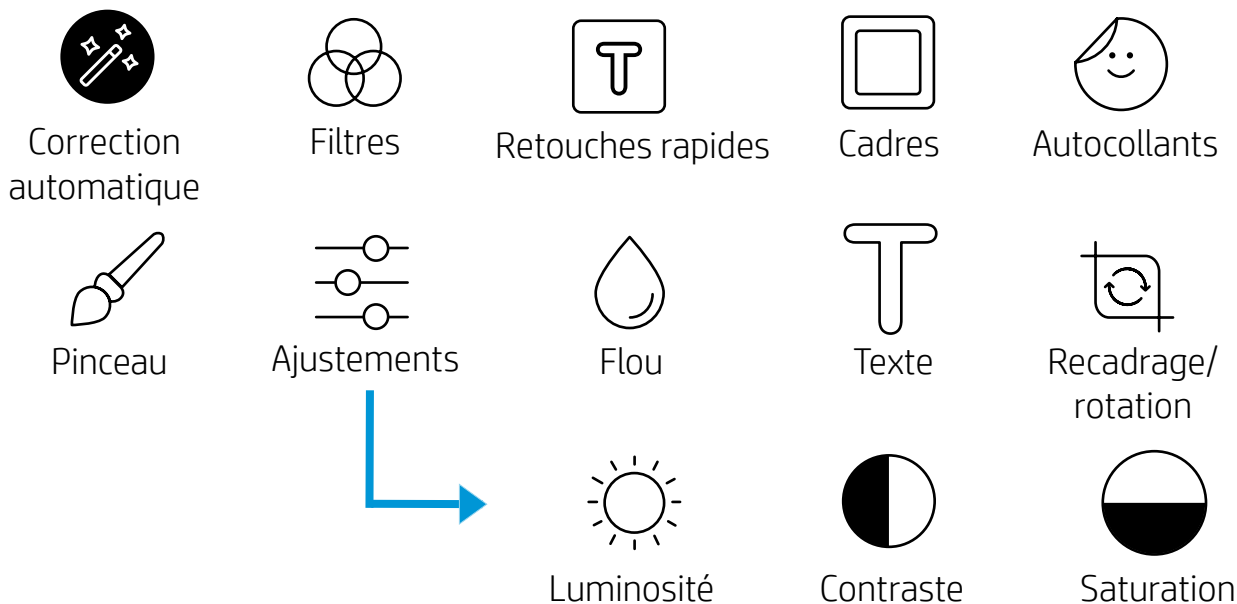 Correction
automatique
Filtres
Retouches rapides
Cadres
Autocollants
Pinceau
Ajustements
Flou
Texte
Recadrage/
rotation
Luminosité
Contraste
Saturation